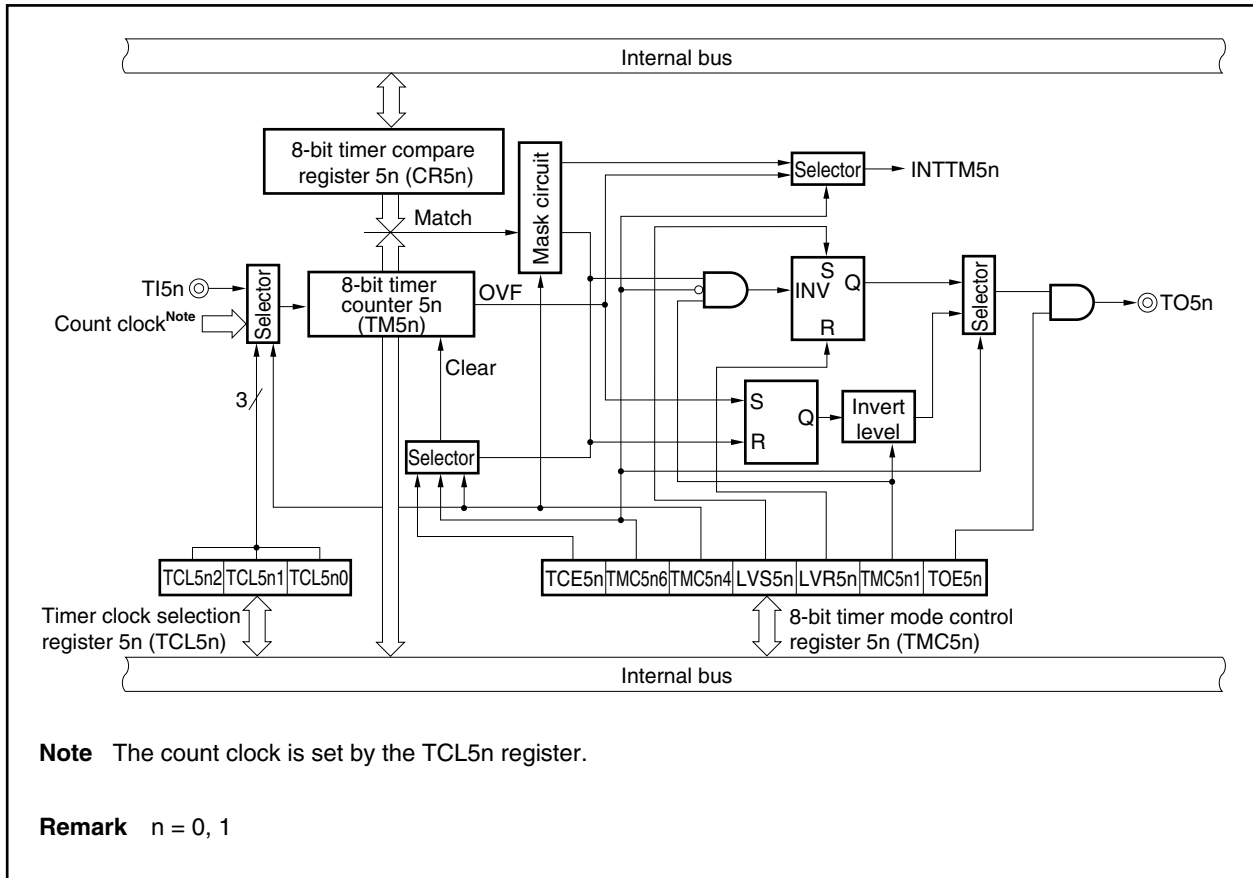 Internal bus
8-bit timer compare
register 5n (CR5n)
Match
Mask circuit
Selector
INTTM5n
TI5n
Count clockNote
Selector
8-bit timer
counter 5n
(TM5n)
OVF
Clear
S
INV
Q
R
Selector
TO5n
3
S
Q
R
Invert
level
Selector
TCL5n2 TCL5n1 TCL5n0
TCE5n TMC5n6 TMC5n4 LVS5n LVR5n TMC5n1 TOE5n
Timer clock selection
register 5n (TCL5n)
8-bit timer mode control
register 5n (TMC5n)
Internal bus
Note The count clock is set by the TCL5n register.
Remark n = 0, 1